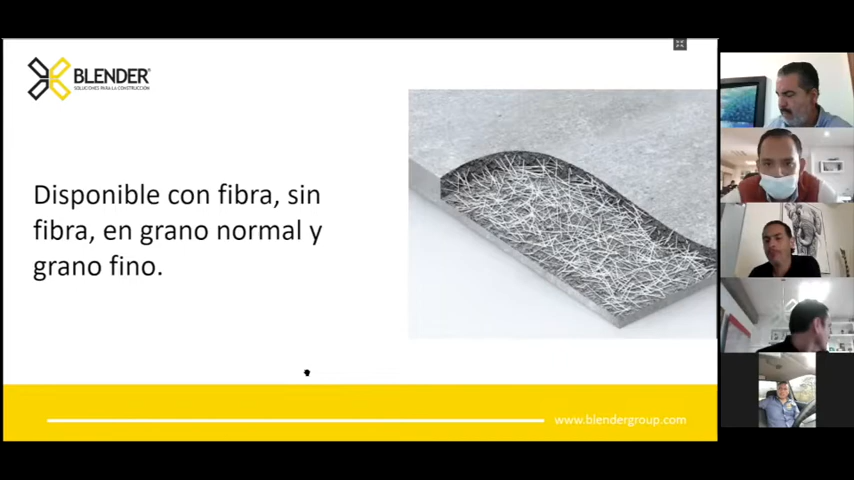 BLENDER®
SOLUCIONES PARA LA CONSTRUCCIÓN
Disponible con fibra, sin
fibra, en grano normal y
grano fino.
www.blendergroup.com